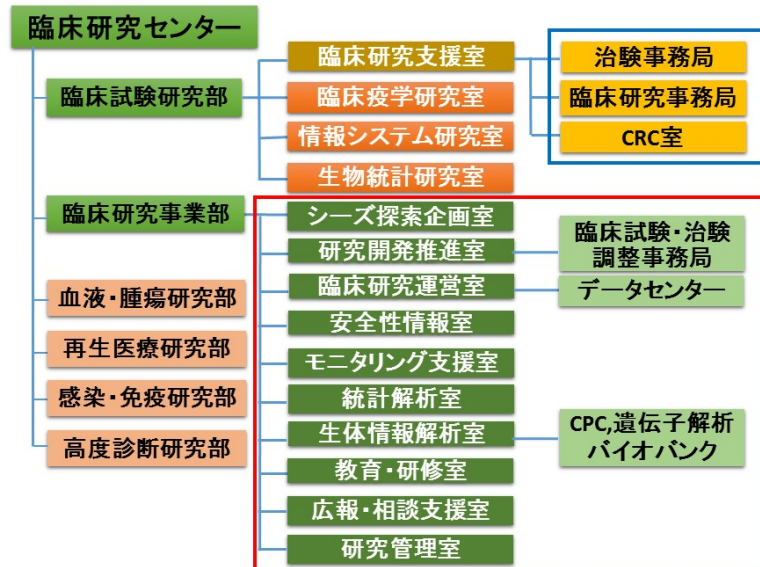 臨床研究センター
臨床試験研究部
臨床研究支援室
治験事務局
臨床研究事務局
CRC室
臨床疫学研究室
情報システム研究室
生物統計研究室
臨床研究事業部
シーズ探索企画室
研究開発推進室
臨床試験・治験
調整事務局
臨床研究運営室
データセンター
安全性情報室
モニタリング支援室
統計解析室
生体情報解析室
CPC,遺伝子解析
バイオバンク
教育・研修室
広報・相談支援室
研究管理室
血液・腫瘍研究部
再生医療研究部
感染・免疫研究部
高度診断研究部